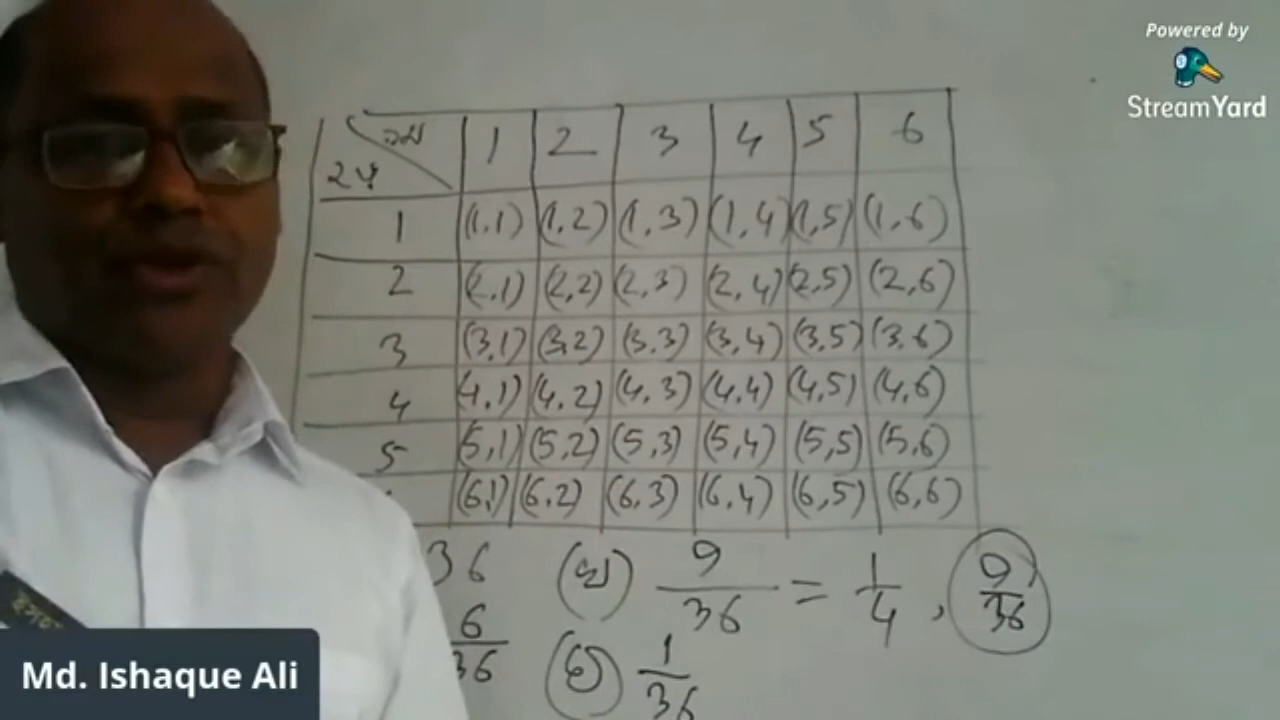 Powered by
StreamYard
১ম 1 2 3 4 5 6
২য়
1 (1,1) (1,2) (1,3) (1,4) (1,5) (1,6)
2 (2,1) (2,2) (2,3) (2,4) (2,5) (2,6)
3 (3,1) (3,2) (3,3) (3,4) (3,5) (3,6)
4 (4,1) (4,2) (4,3) (4,4) (4,5) (4,6)
5 (5,1) (5,2) (5,3) (5,4) (5,5) (5,6)
(6,1) (6,2) (6,3) (6,4) (6,5) (6,6)
36 (ঘ) 9/36 = 1/4, 9/36
6/36 (ঙ) 1/36
Md. Ishaque Ali